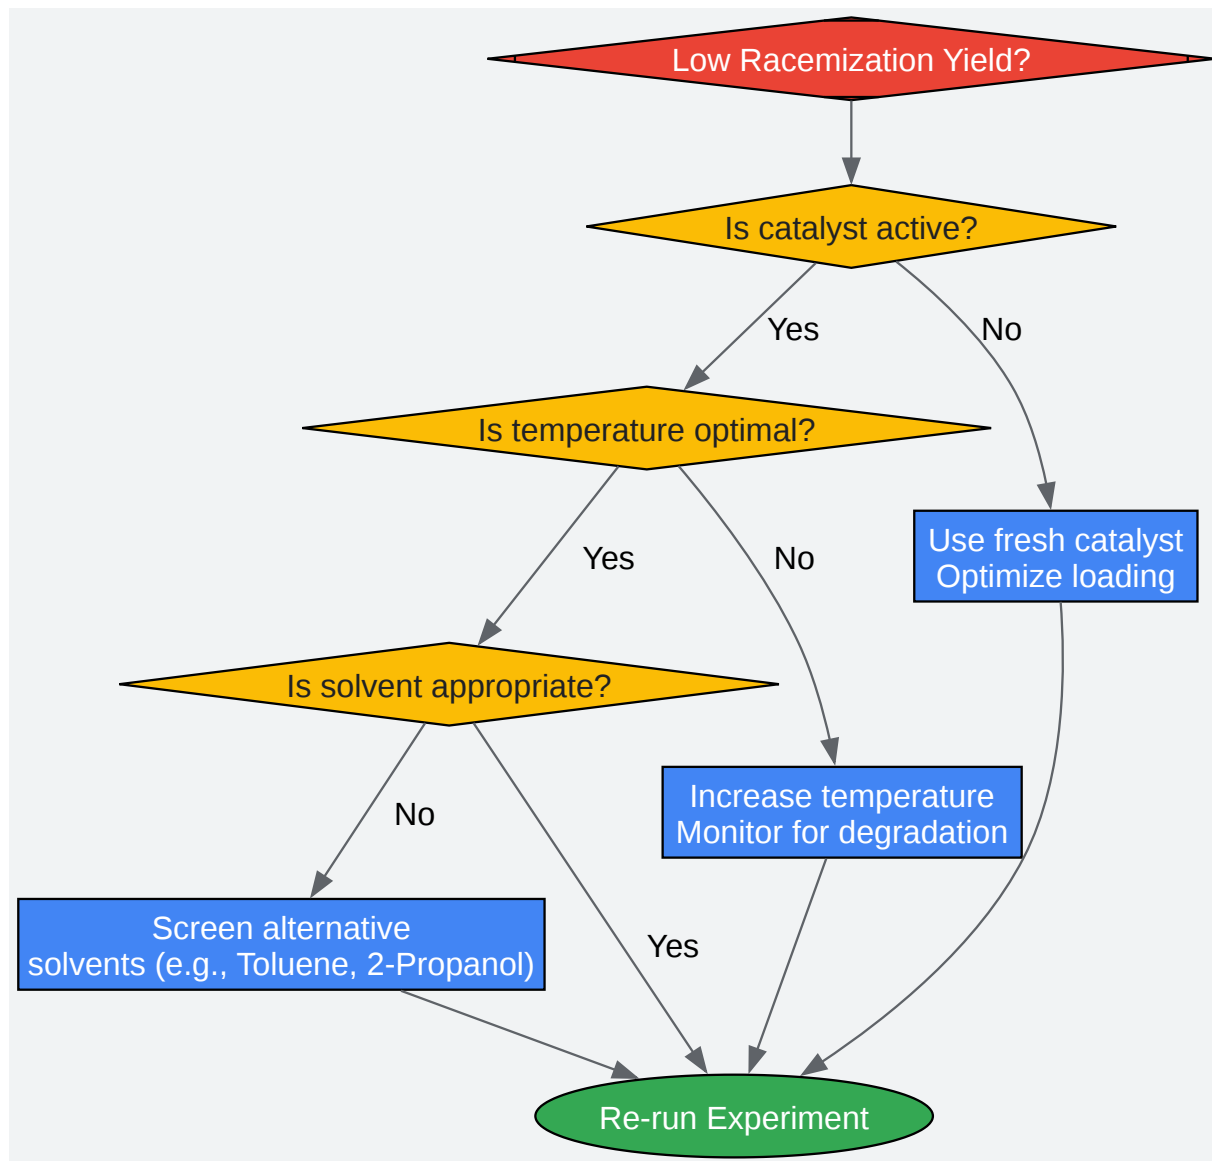 Low Racemization Yield?
Is catalyst active?
Yes
No
Is temperature optimal?
Use fresh catalyst
Optimize loading
Yes
No
Is solvent appropriate?
Increase temperature
Monitor for degradation
No
Screen alternative
solvents (e.g., Toluene, 2-Propanol)
Yes
Re-run Experiment